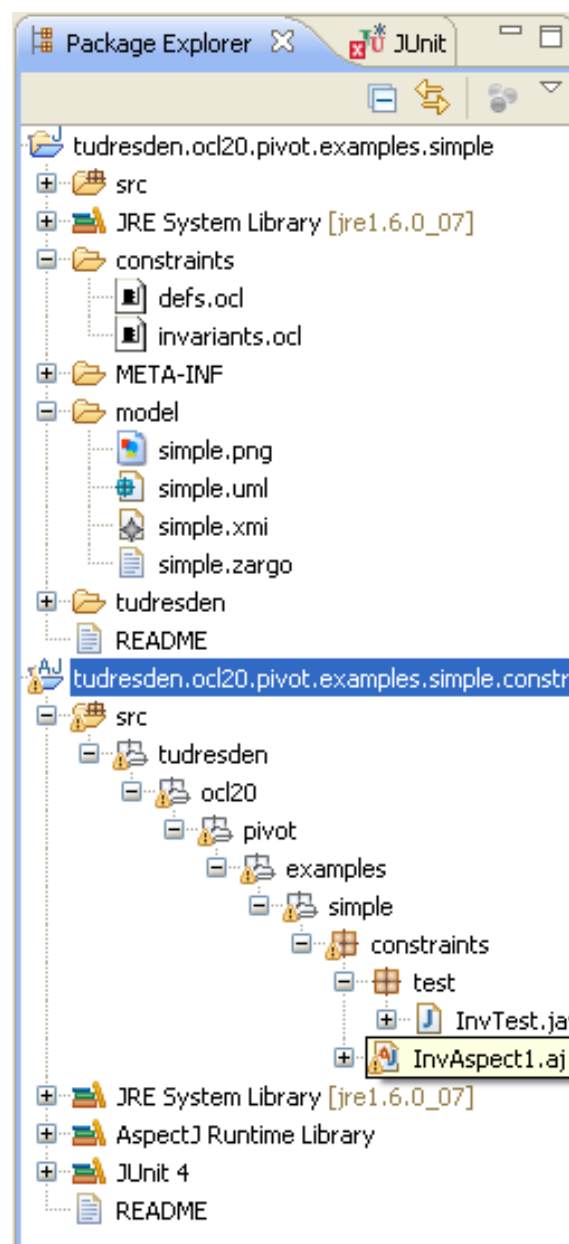 Package Explorer JUnit
tudresden.ocl20.pivot.examples.simple
src
JRE System Library [jre1.6.0_07]
constraints
defs.ocl
invariants.ocl
META-INF
model
simple.png
simple.uml
simple.xmi
simple.zargo
tudresden
README
tudresden.ocl20.pivot.examples.simple.constr
src
tudresden
ocl20
pivot
examples
simple
constraints
test
InvTest.ja
InvAspect1.aj
JRE System Library [jre1.6.0_07]
AspectJ Runtime Library
JUnit 4
README